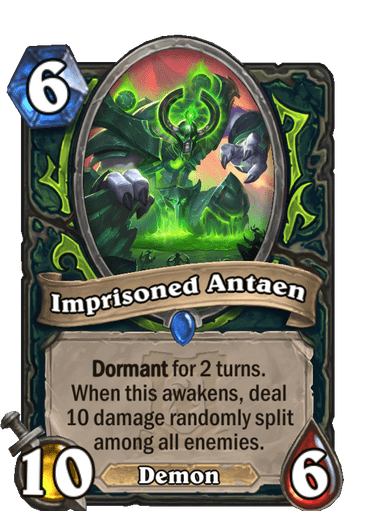 6
Imprisoned Antaen
Dormant for 2 turns.
When this awakens, deal
10 damage randomly split
among all enemies.
10
Demon
6